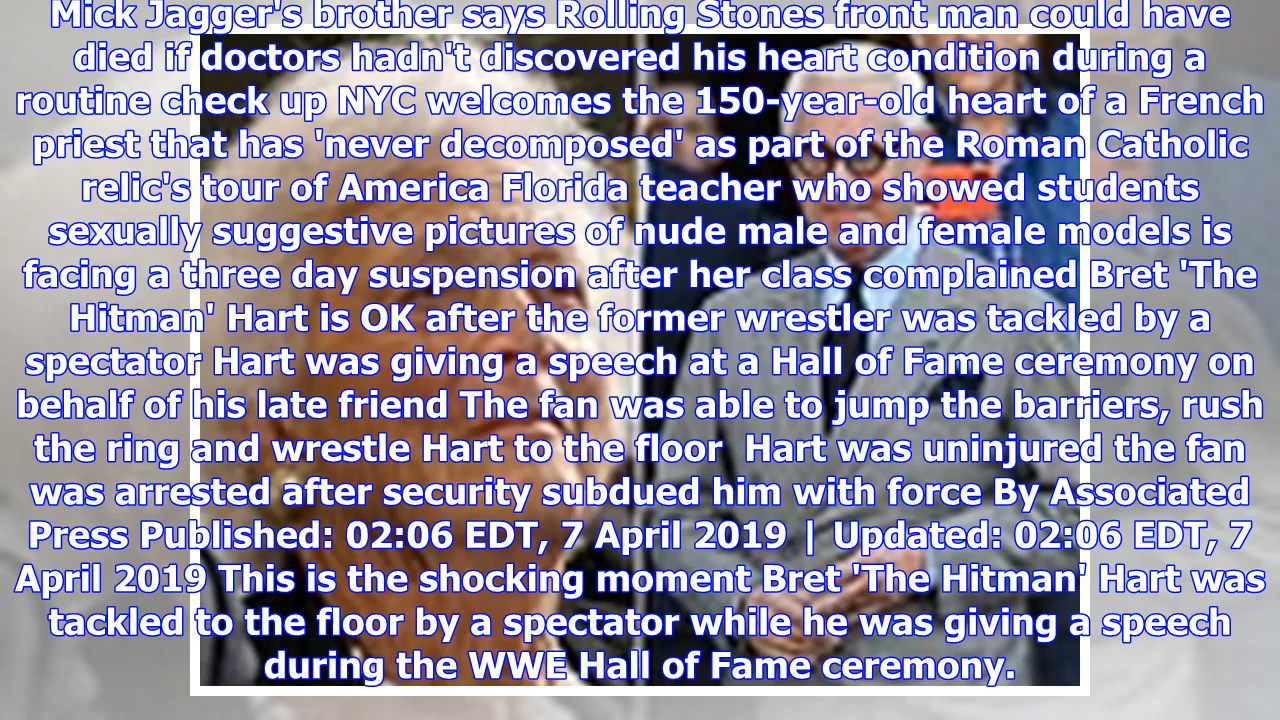 Mick Jagger's brother says Rolling Stones front man could have
died if doctors hadn't discovered his heart condition during a
routine check up NYC welcomes the 150-year-old heart of a French
priest that has 'never decomposed' as part of the Roman Catholic
relic's tour of America Florida teacher who showed students
sexually suggestive pictures of nude male and female models is
facing a three day suspension after her class complained Bret 'The
Hitman' Hart is OK after the former wrestler was tackled by a
spectator Hart was giving a speech at a Hall of Fame ceremony on
behalf of his late friend The fan was able to jump the barriers, rush
the ring and wrestle Hart to the floor  Hart was uninjured the fan
was arrested after security subdued him with force By Associated
Press Published: 02:06 EDT, 7 April 2019 | Updated: 02:06 EDT, 7
April 2019 This is the shocking moment Bret 'The Hitman' Hart was
tackled to the floor by a spectator while he was giving a speech
during the WWE Hall of Fame ceremony.